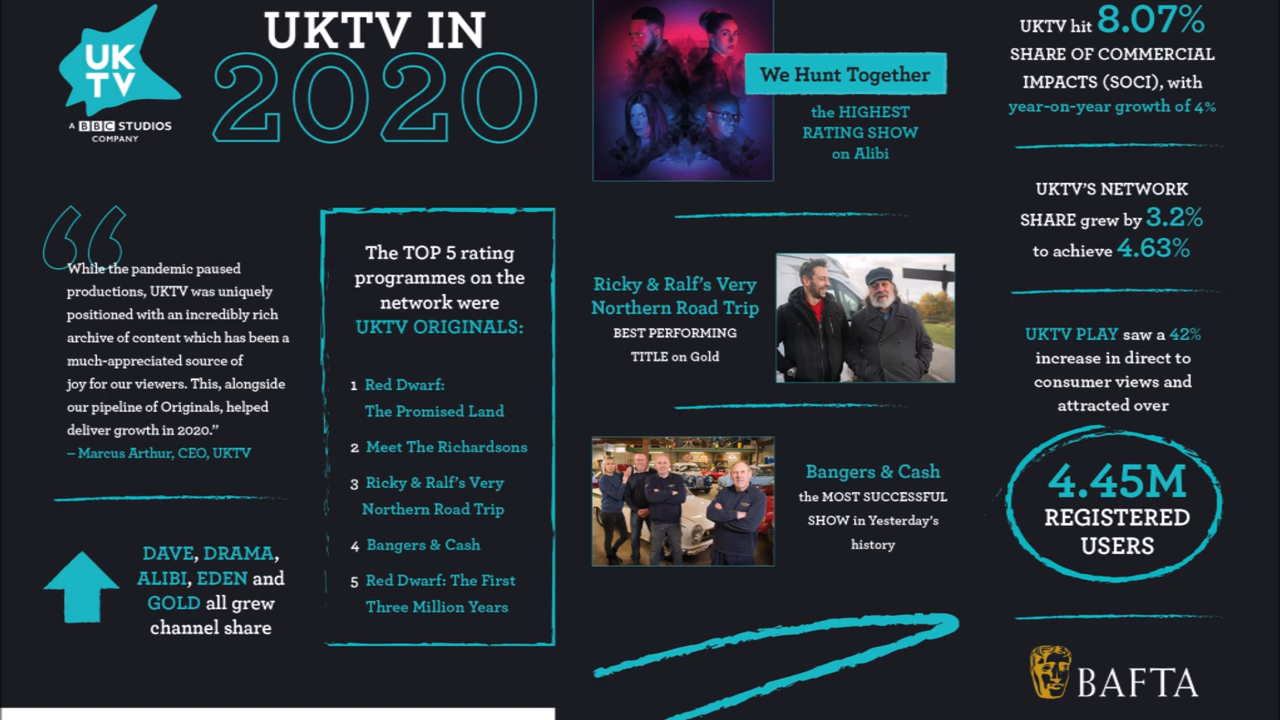 UK
TV
A BBC STUDIOS
COMPANY
UKTV IN
2020
“
While the pandemic paused
productions, UKTV was uniquely
positioned with an incredibly rich
archive of content which has been a
much-appreciated source of
joy for our viewers. This, alongside
our pipeline of Originals, helped
deliver growth in 2020.”
– Marcus Arthur, CEO, UKTV
DAVE, DRAMA,
ALIBI, EDEN and
GOLD all grew
channel share
The TOP 5 rating
programmes on the
network were
UKTV ORIGINALS:
1 Red Dwarf:
The Promised Land
2 Meet The Richardsons
3 Ricky & Ralf’s Very
Northern Road Trip
4 Bangers & Cash
5 Red Dwarf: The First
Three Million Years
We Hunt Together
the HIGHEST
RATING SHOW
on Alibi
Ricky & Ralf’s Very
Northern Road Trip
BEST PERFORMING
TITLE on Gold
Bangers & Cash
the MOST SUCCESSFUL
SHOW in Yesterday’s
history
UKTV hit 8.07%
SHARE OF COMMERCIAL
IMPACTS (SOCI), with
year-on-year growth of 4%
UKTV’S NETWORK
SHARE grew by 3.2%
to achieve 4.63%
UKTV PLAY saw a 42%
increase in direct to
consumer views and
attracted over
4.45M
REGISTERED
USERS
BAFTA